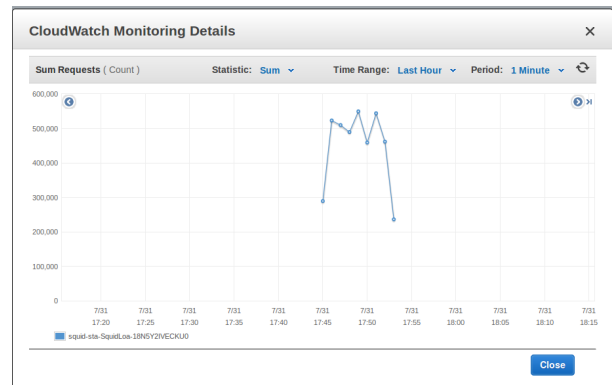 CloudWatch Monitoring Details
Sum Requests ( Count ) Statistic: Sum Time Range: Last Hour Period: 1 Minute
600,000
500,000
400,000
300,000
200,000
100,000
0
7/31 7/31 7/31 7/31 7/31 7/31 7/31 7/31 7/31 7/31 7/31 7/31
17:20 17:25 17:30 17:35 17:40 17:45 17:50 17:55 18:00 18:05 18:10 18:15
squid-sta-SquidLoa-18N5Y2IVECKU0
Close